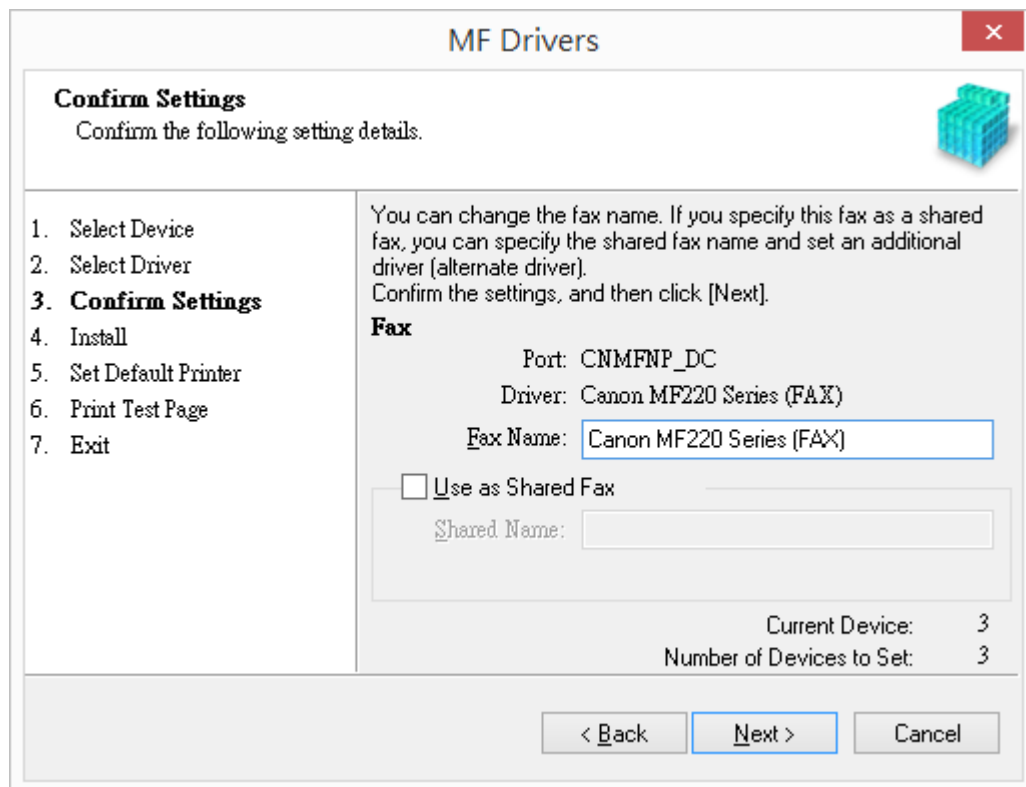 MF Drivers
Confirm Settings
Confirm the following setting details.
1. Select Device
2. Select Driver
3. Confirm Settings
4. Install
5. Set Default Printer
6. Print Test Page
7. Exit
You can change the fax name. If you specify this fax as a shared
fax, you can specify the shared fax name and set an additional
driver (alternate driver).
Confirm the settings, and then click [Next].
Fax
Port: CNMFNP_DC
Driver: Canon MF220 Series (FAX)
Fax Name: Canon MF220 Series (FAX)
Use as Shared Fax
Shared Name:
Current Device: 3
Number of Devices to Set: 3
< Back Next > Cancel